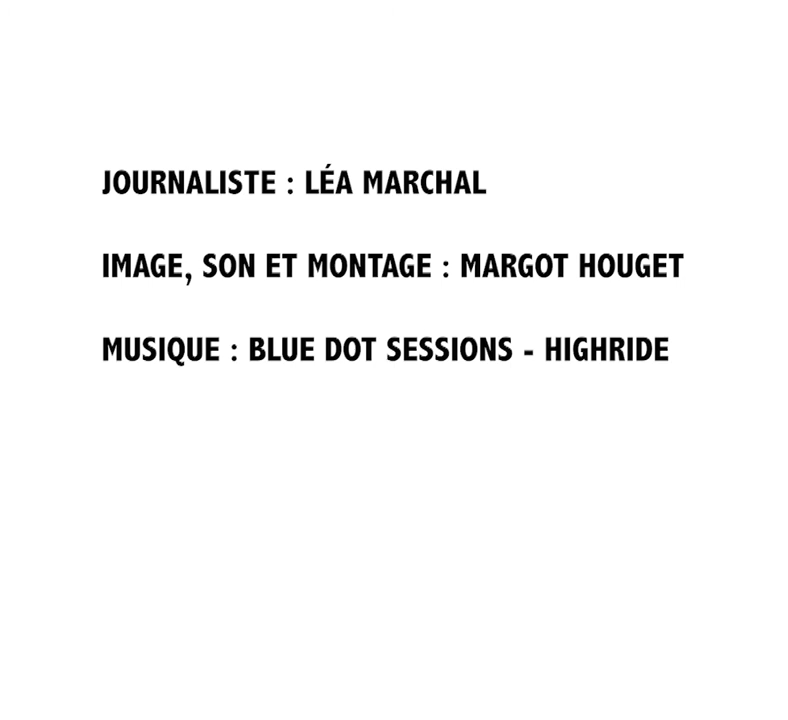 JOURNALISTE : LÉA MARCHAL
IMAGE, SON ET MONTAGE : MARGOT HOUGET
MUSIQUE : BLUE DOT SESSIONS - HIGHRIDE